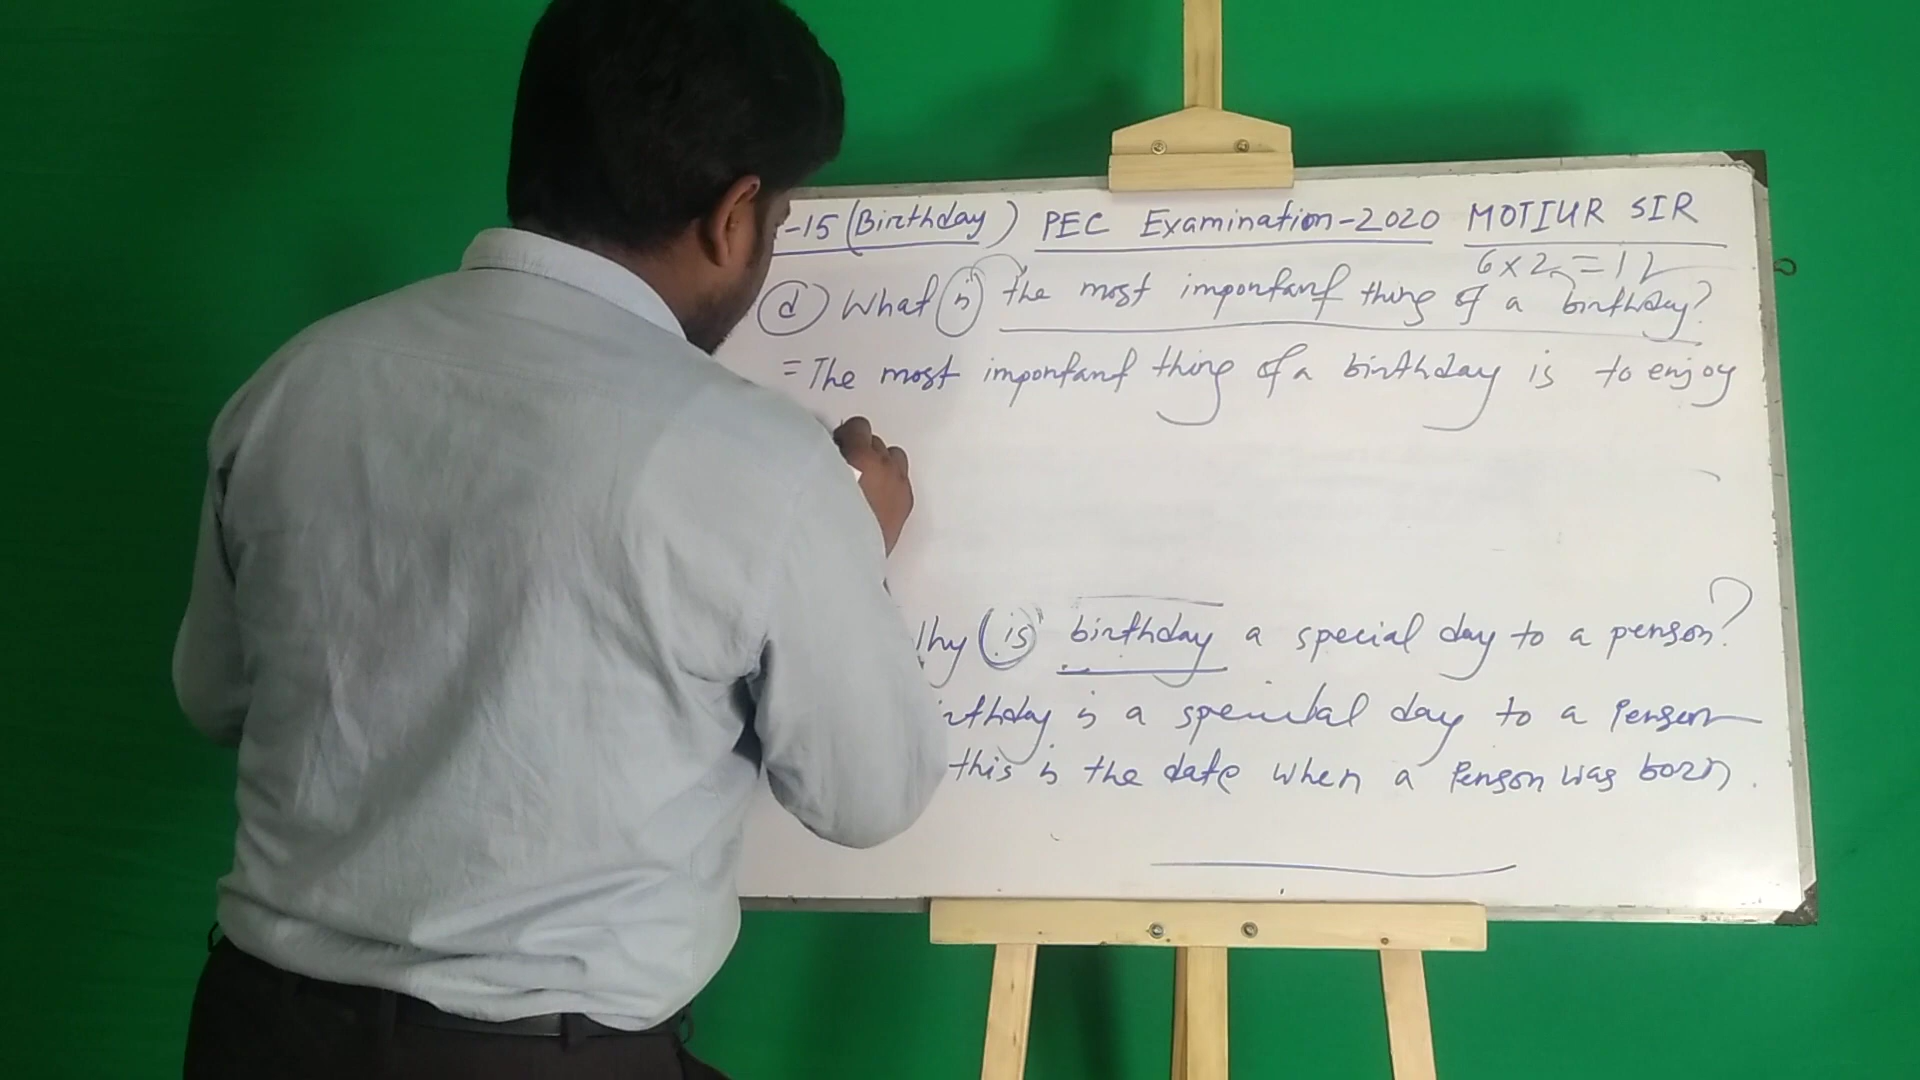 -15 (Birthday) PEC Examination-2020 MOTIUR SIR
6 x 2 = 12
(d) What is the most important thing of a birthday?
= The most important thing of a birthday is to enjoy
is birthday a special day to a person?
is a day to a person
this is the date when a person was born.